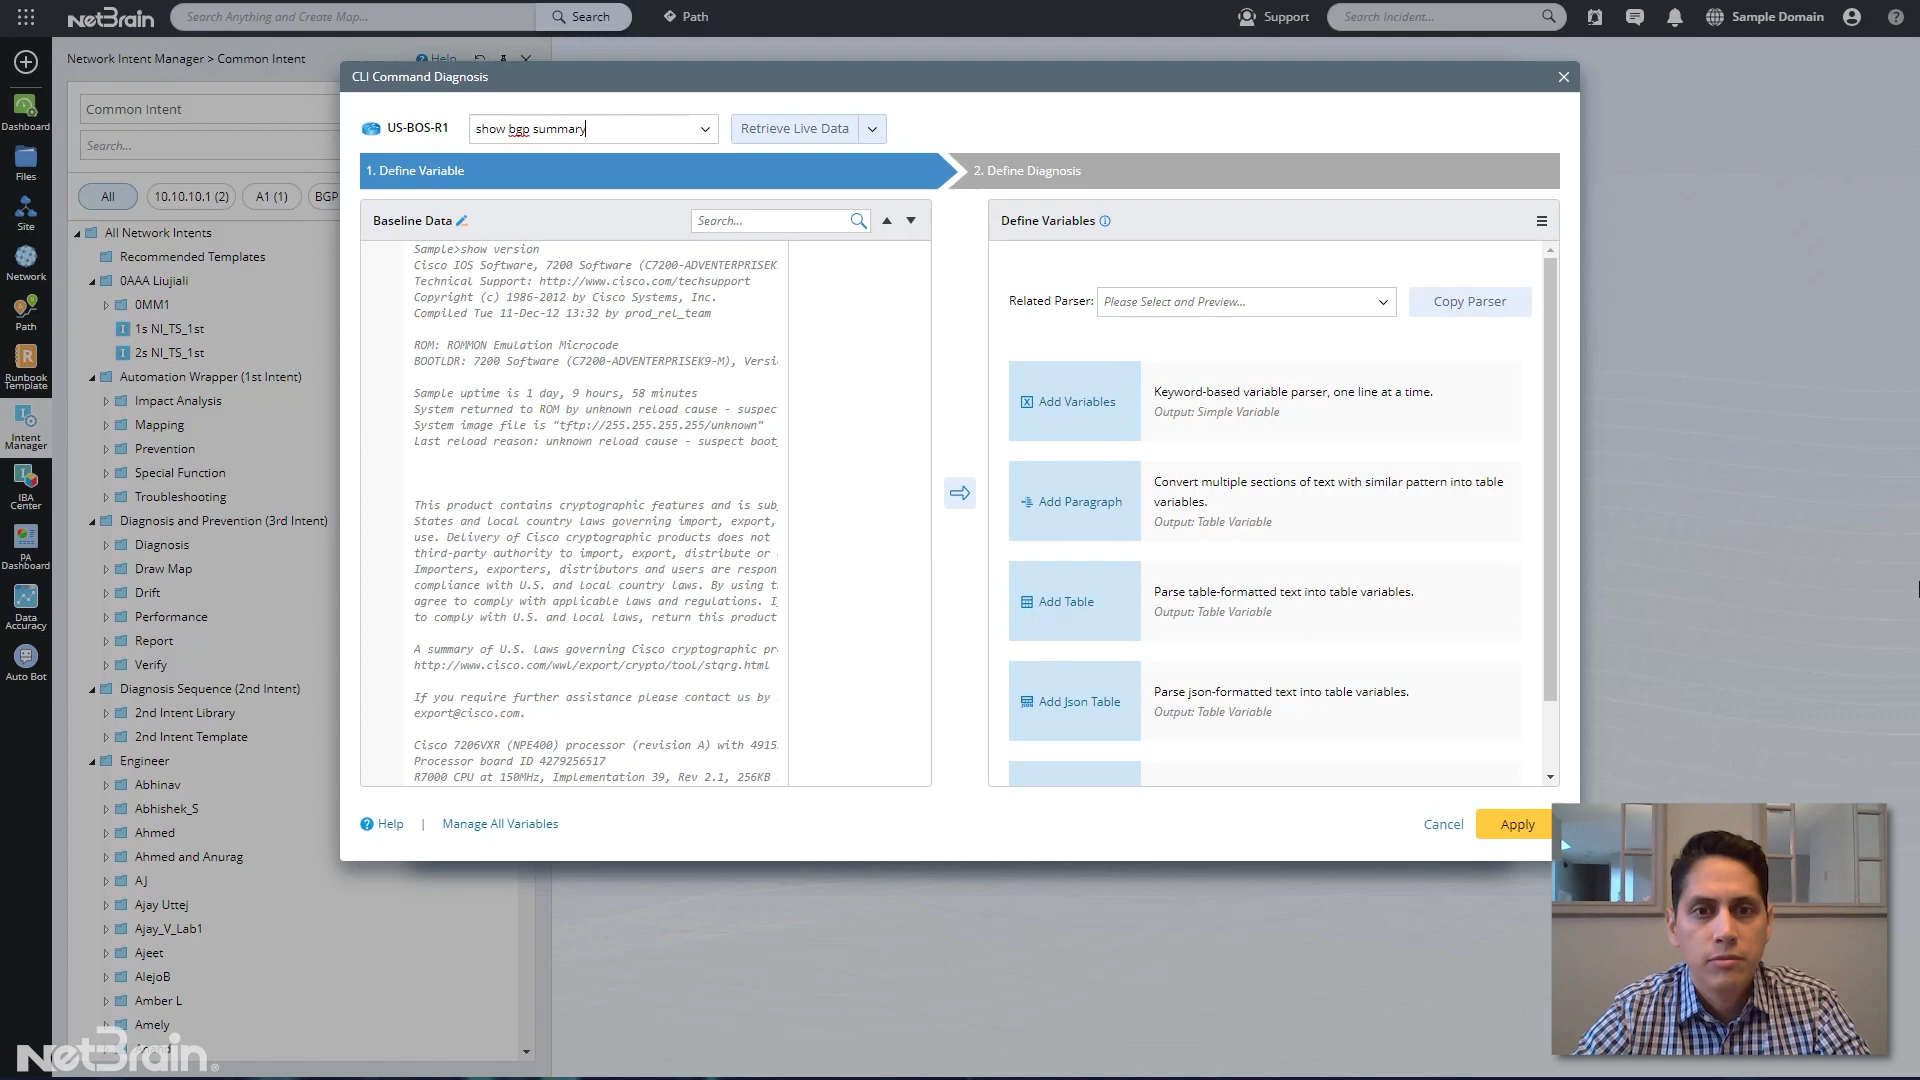 NetBrain
Search Anything and Create Map...
Search
Path
Support
Search Incident...
Sample Domain
Network Intent Manager > Common Intent
Help
CLI Command Diagnosis
Dashboard
Files
Site
Network
Path
Runbook
Template
Intent
Manager
IBA
Center
PA
Dashboard
Data
Accuracy
Auto Bot
Common Intent
Search...
All
10.10.10.1 (2)
A1 (1)
BGP
All Network Intents
Recommended Templates
0AAA Liujiali
0MM1
1s NI_TS_1st
2s NI_TS_1st
Automation Wrapper (1st Intent)
Impact Analysis
Mapping
Prevention
Special Function
Troubleshooting
Diagnosis and Prevention (3rd Intent)
Diagnosis
Draw Map
Drift
Performance
Report
Verify
Diagnosis Sequence (2nd Intent)
2nd Intent Library
2nd Intent Template
Engineer
Abhinav
Abhishek_S
Ahmed
Ahmed and Anurag
AJ
Ajay Uttej
Ajay_V_Lab1
Ajeet
AlejoB
Amber L
Amely
NetBrain®
US-BOS-R1
show bgp summary
Retrieve Live Data
1. Define Variable
2. Define Diagnosis
Baseline Data
Search...
Sample>show version
Cisco IOS Software, 7200 Software (C7200-ADVENTERPRISEK
Technical Support: http://www.cisco.com/techsupport
Copyright (c) 1986-2012 by Cisco Systems, Inc.
Compiled Tue 11-Dec-12 13:32 by prod_rel_team
ROM: ROMMON Emulation Microcode
BOOTLDR: 7200 Software (C7200-ADVENTERPRISEK9-M), Versi
Sample uptime is 1 day, 9 hours, 58 minutes
System returned to ROM by unknown reload cause - suspect
System image file is "tftp://255.255.255.255/unknown"
Last reload reason: unknown reload cause - suspect boot_
This product contains cryptographic features and is sub
States and local country laws governing import, export,
use. Delivery of Cisco cryptographic products does not
third-party authority to import, export, distribute or
Importers, exporters, distributors and users are respon
compliance with U.S. and local country laws. By using t
agree to comply with applicable laws and regulations. I
to comply with U.S. and local laws, return this product
A summary of U.S. laws governing Cisco cryptographic pr
http://www.cisco.com/wwl/export/crypto/tool/stqrg.html
If you require further assistance please contact us by
export@cisco.com.
Cisco 7206VXR (NPE400) processor (revision A) with 4915
Processor board ID 4279256517
R7000 CPU at 150MHz, Implementation 39, Rev 2.1, 256KB
Define Variables
Related Parser:
Please Select and Preview...
Copy Parser
Add Variables
Keyword-based variable parser, one line at a time.
Output: Simple Variable
Add Paragraph
Convert multiple sections of text with similar pattern into table
variables.
Output: Table Variable
Add Table
Parse table-formatted text into table variables.
Output: Table Variable
Add Json Table
Parse json-formatted text into table variables.
Output: Table Variable
Help
|
Manage All Variables
Cancel
Apply